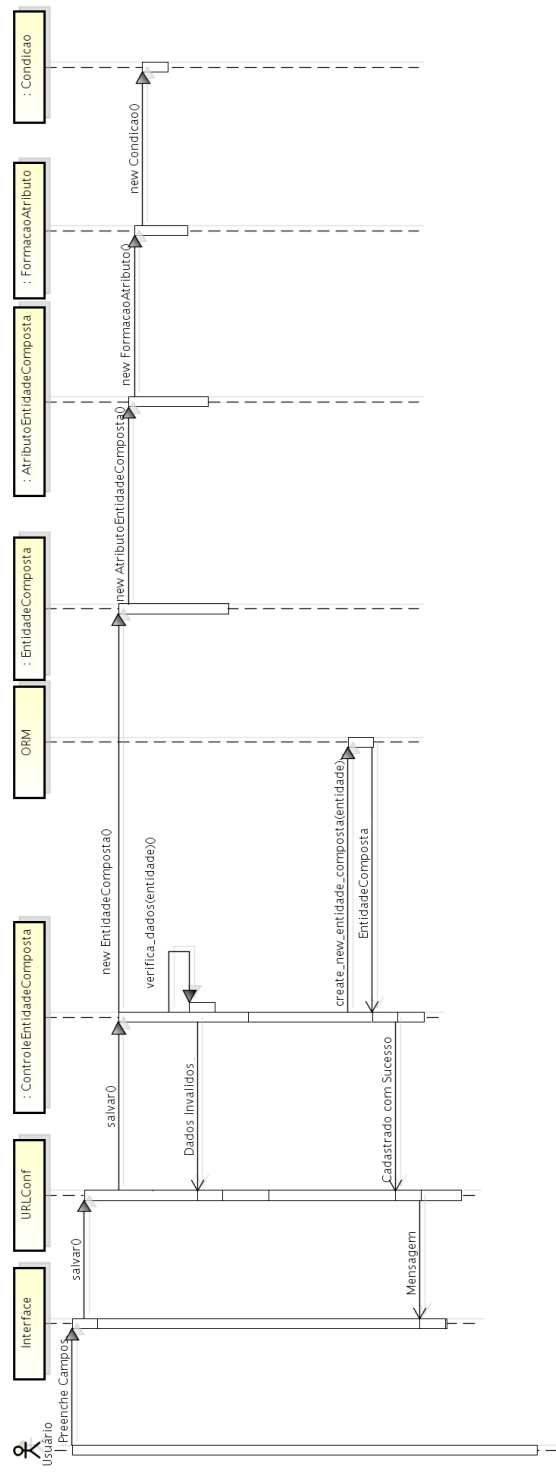 Usuário
Interface
URLConf
: ControleEntidadeComposta
ORM
: EntidadeComposta
: AtributoEntidadeComposta
: FormacaoAtributo
: Condicao
Preenche Campos
salvar()
salvar()
new EntidadeComposta()
new AtributoEntidadeComposta()
new FormacaoAtributo()
new Condicao()
verifica_dados(entidade)()
Dados Invalidos
create_new_entidade_composta(entidade)
EntidadeComposta
Cadastrado com Sucesso
Mensagem